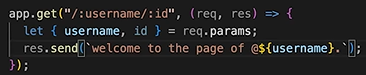 app.get("/:username/:id", (req, res) => {
  let { username, id } = req.params;
  res.send(`welcome to the page of @${username}.`);
});